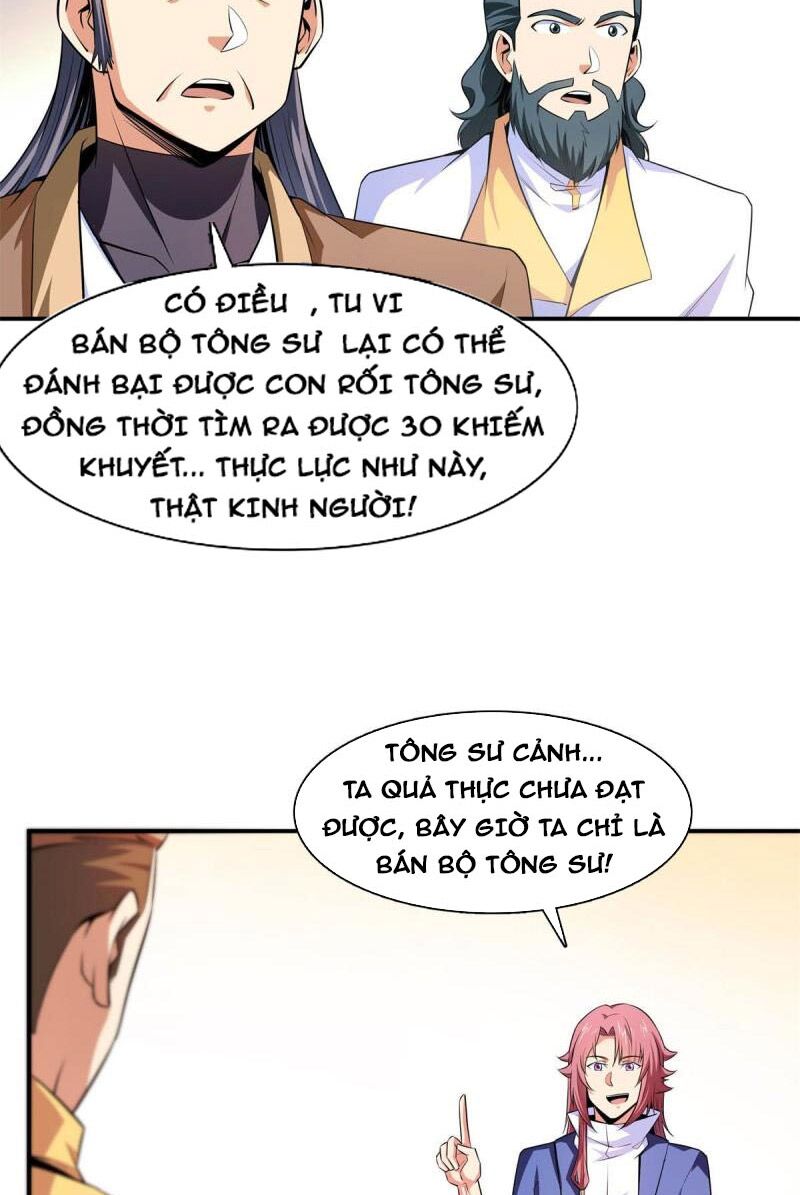 CÓ ĐIỀU , TU VI
BÁN BỘ TÔNG SƯ LẠI CÓ THỂ
ĐÁNH BẠI ĐƯỢC CON RỐI TÔNG SƯ,
ĐỒNG THỜI TÌM RA ĐƯỢC 30 KHIẾM
KHUYẾT... THỰC LỰC NHƯ NÀY,
THẬT KINH NGƯỜI!
TÔNG SƯ CẢNH...
TA QUẢ THỰC CHƯA ĐẠT
ĐƯỢC, BÂY GIỜ TA CHỈ LÀ
BÁN BỘ TÔNG SƯ!